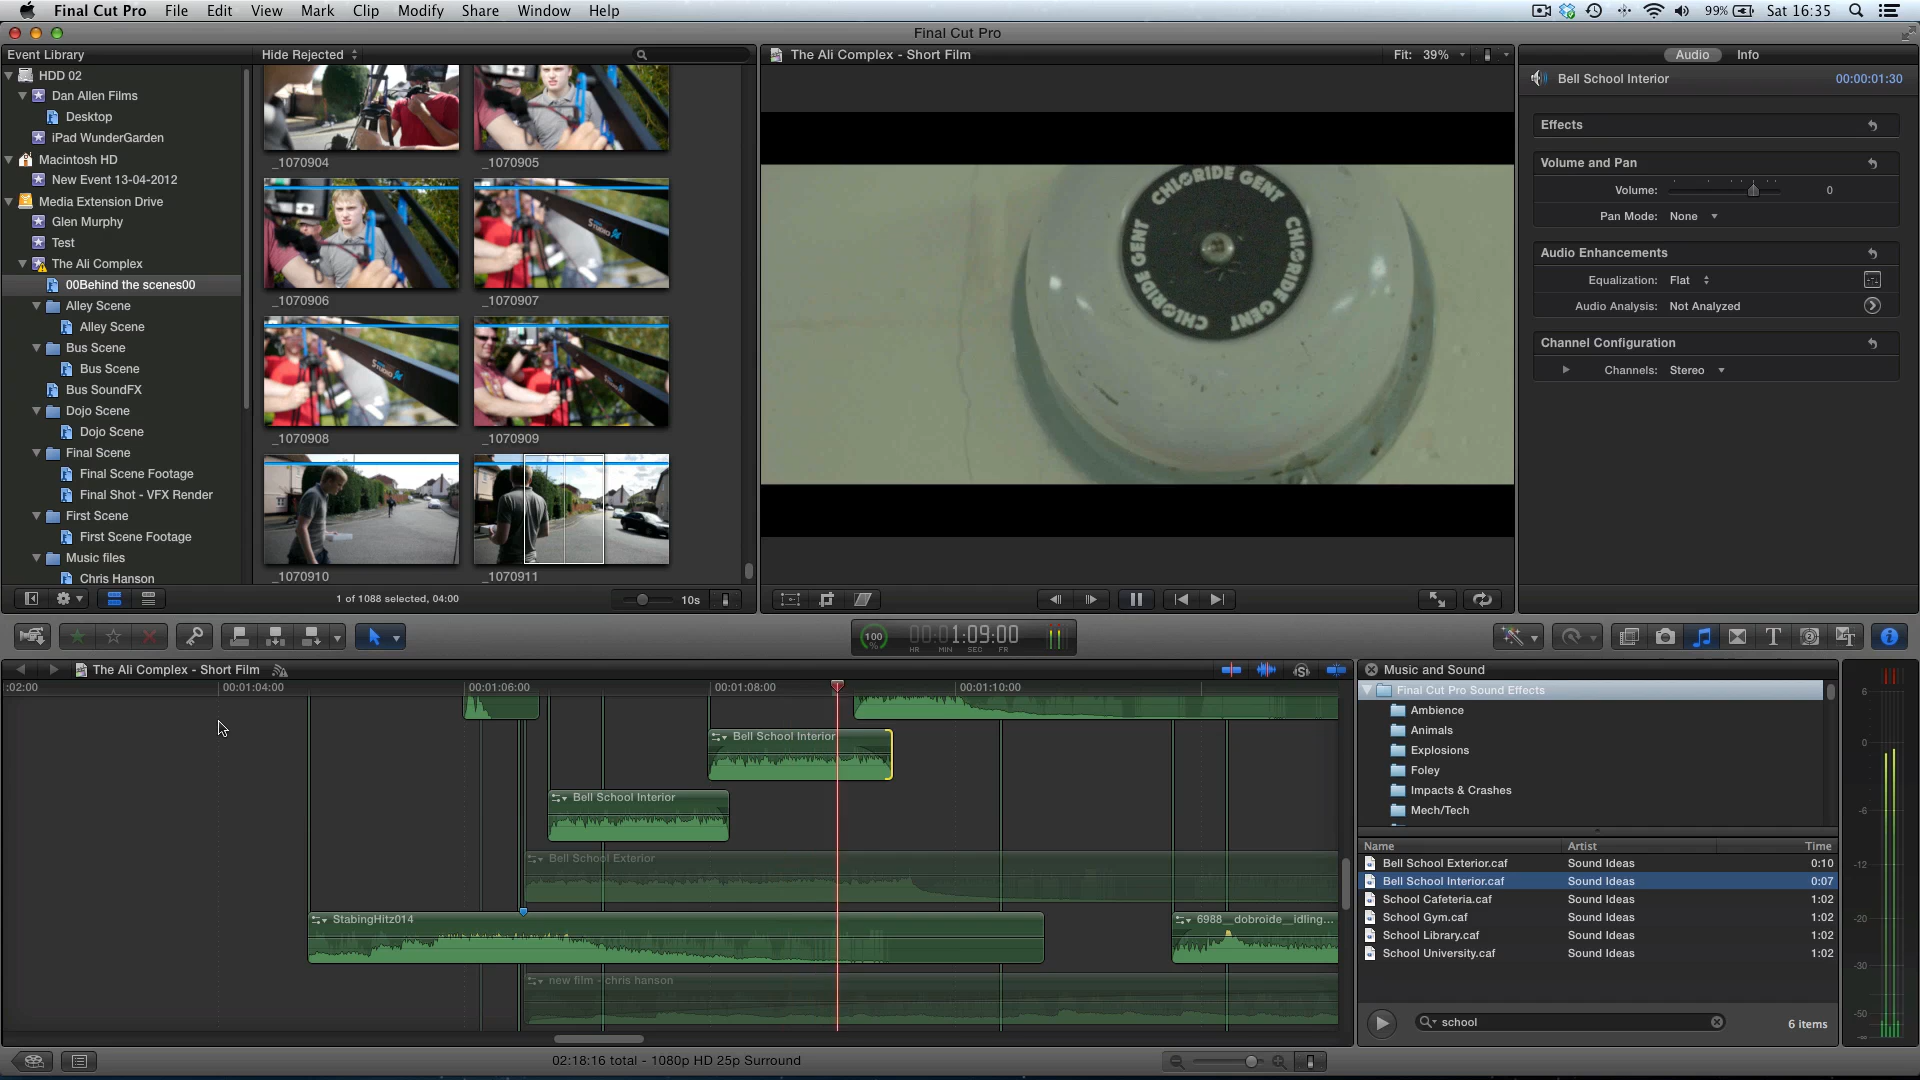 Final Cut Pro File Edit View Mark Clip Modify Share Window Help 99% Sat 16:35
Final Cut Pro
Event Library Hide Rejected
HDD 02
Dan Allen Films
Desktop
iPad WunderGarden
Macintosh HD
New Event 13-04-2012
Media Extension Drive
Glen Murphy
Test
The Ali Complex
00Behind the scenes00
Alley Scene
Alley Scene
Bus Scene
Bus Scene
Bus SoundFX
Dojo Scene
Dojo Scene
Final Scene
Final Scene Footage
Final Shot - VFX Render
First Scene
First Scene Footage
Music files
Chris Hanson
_1070904 _1070905
_1070906 _1070907
_1070908 _1070909
_1070910 _1070911
1 of 1088 selected, 04:00 10s
The Ali Complex - Short Film Fit: 39%
CHLORIDE GENT
CHLORIDE GENT
CHLORIDE GENT
CHLORIDE GENT
Audio Info
Bell School Interior 00:00:01:30
Effects
Volume and Pan
Volume: 0
Pan Mode: None
Audio Enhancements
Equalization: Flat
Audio Analysis: Not Analyzed
Channel Configuration
Channels: Stereo
100 % 00:01:09:00
HR MIN SEC FR
The Ali Complex - Short Film
:02:00 00:01:04:00 00:01:06:00 00:01:08:00 00:01:10:00
Bell School Interior
Bell School Interior
Bell School Exterior
StabingHitz014 6988__dobroide__idling...
new film - chris hanson
02:18:16 total - 1080p HD 25p Surround
Music and Sound
Final Cut Pro Sound Effects
Ambience
Animals
Explosions
Foley
Impacts & Crashes
Mech/Tech
Name Artist Time
Bell School Exterior.caf Sound Ideas 0:10
Bell School Interior.caf Sound Ideas 0:07
School Cafeteria.caf Sound Ideas 1:02
School Gym.caf Sound Ideas 1:02
School Library.caf Sound Ideas 1:02
School University.caf Sound Ideas 1:02
school 6 items
6
0
-6
-12
-20
-30
-50